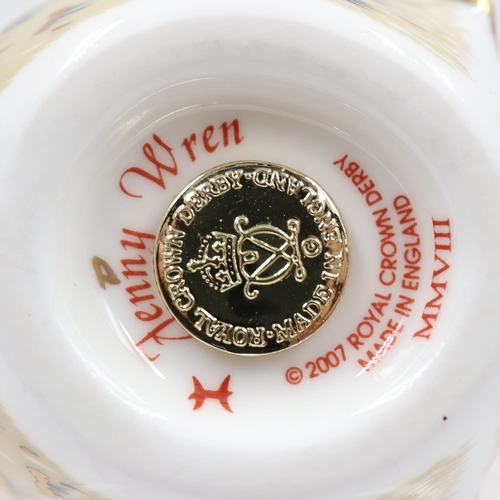 Jenny Wren
ROYAL CROWN DERBY · MADE IN ENGLAND ·
©
© 2007 ROYAL CROWN DERBY
MADE IN ENGLAND
MMVIII